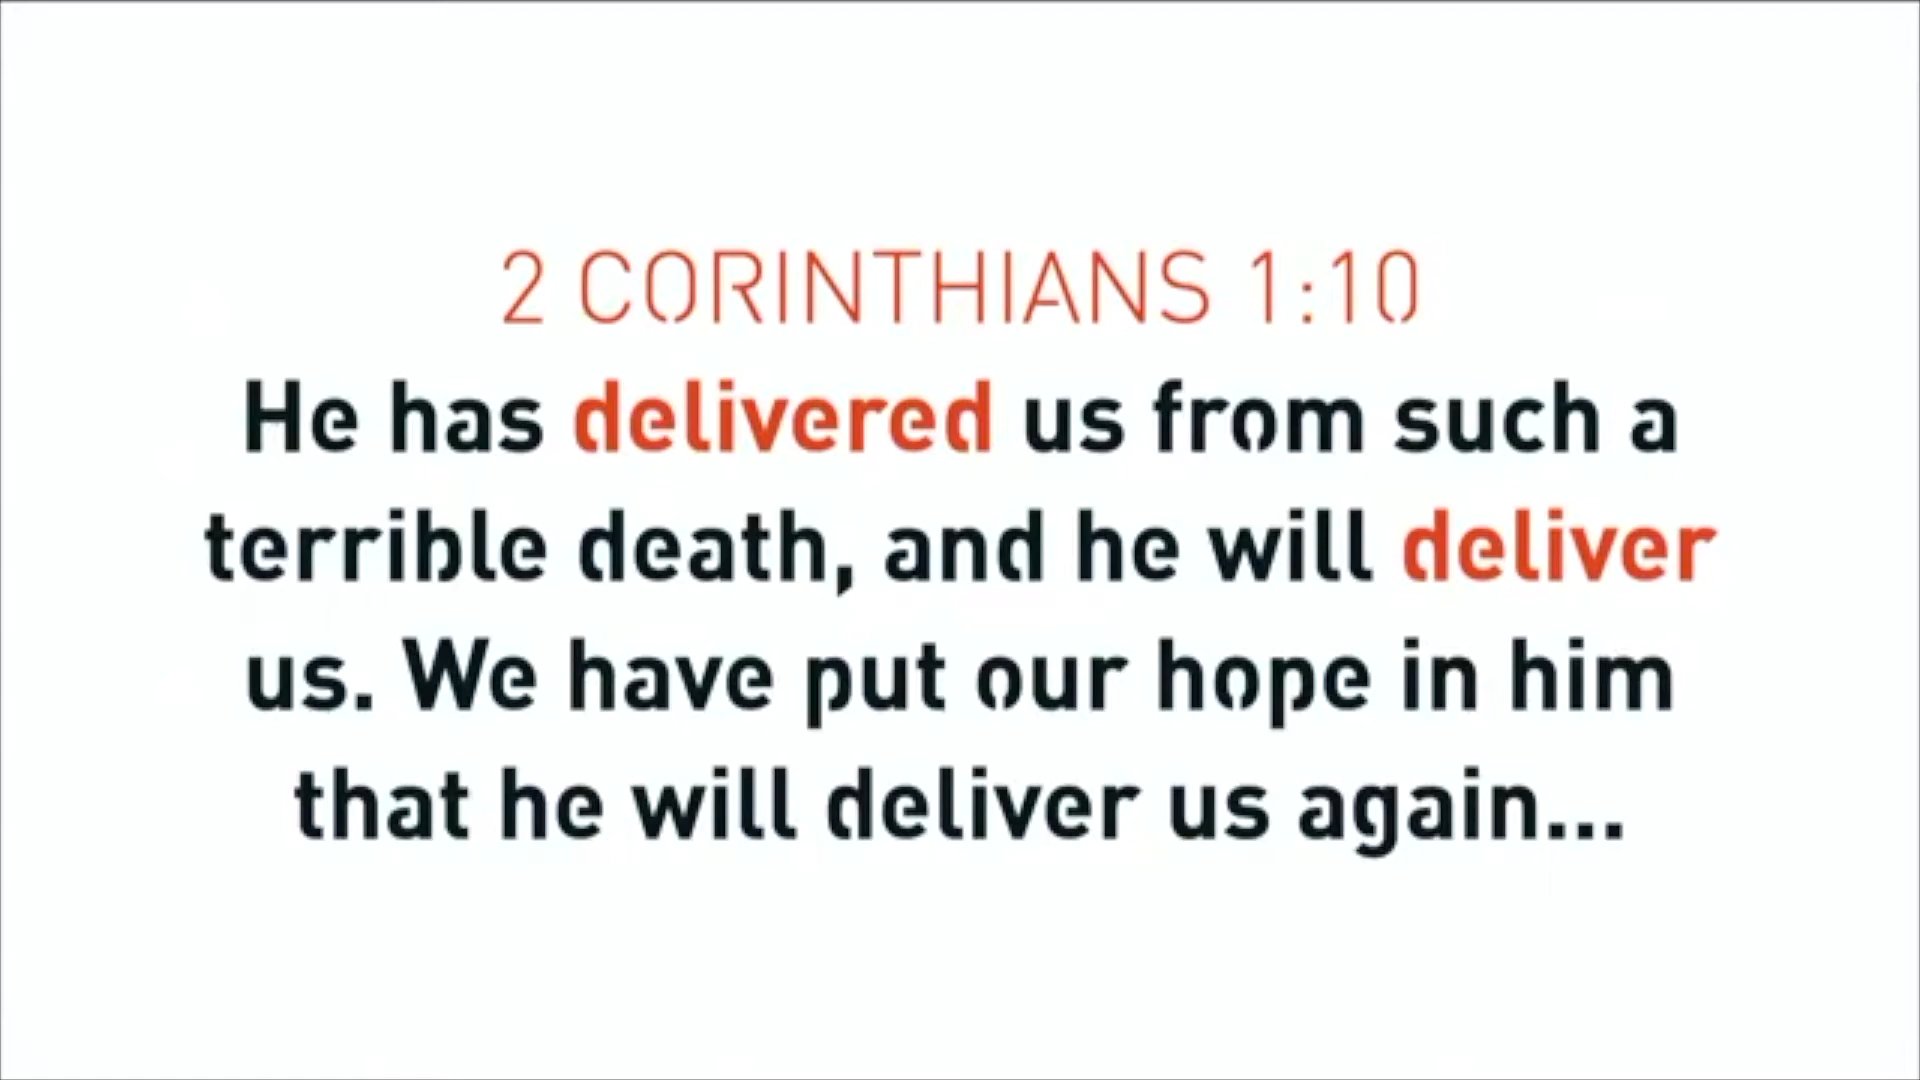 2 CORINTHIANS 1:10
He has delivered us from such a
terrible death, and he will deliver
us. We have put our hope in him
that he will deliver us again...